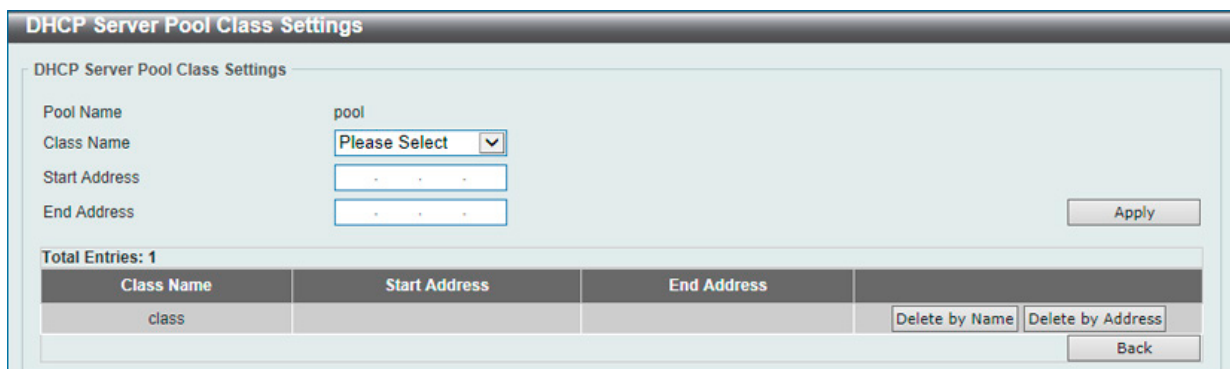 DHCP Server Pool Class Settings
DHCP Server Pool Class Settings
Pool Name pool
Class Name Please Select
Start Address . . .
End Address . . .
Apply
Total Entries: 1
Class Name Start Address End Address
class Delete by Name Delete by Address
Back